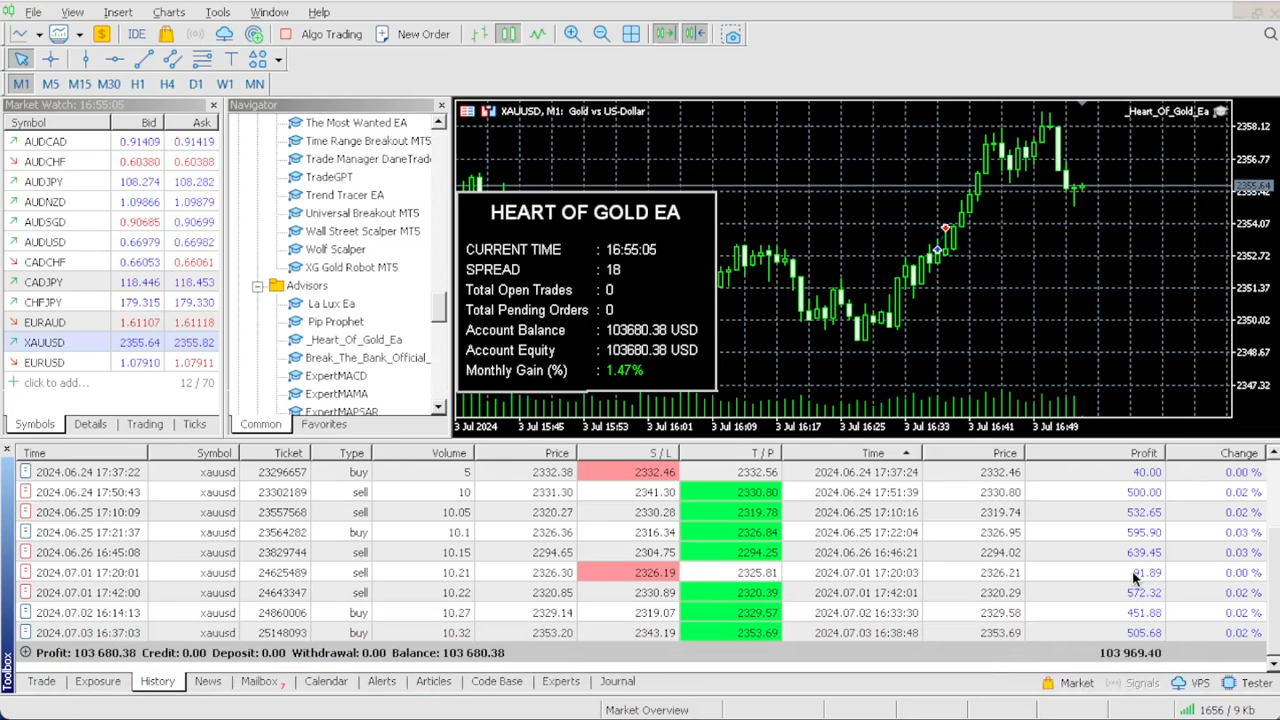 File View Insert Charts Tools Window Help
IDE Algo Trading New Order
M1 M5 M15 M30 H1 H4 D1 W1 MN
Market Watch: 16:55:05
Symbol Bid Ask
AUDCAD 0.91409 0.91419
AUDCHF 0.60380 0.60388
AUDJPY 108.274 108.282
AUDNZD 1.09866 1.09879
AUDSGD 0.90685 0.90699
AUDUSD 0.66979 0.66982
CADCHF 0.66053 0.66061
CADJPY 118.446 118.453
CHFJPY 179.315 179.330
EURAUD 1.61107 1.61118
XAUUSD 2355.64 2355.82
EURUSD 1.07910 1.07911
click to add... 12 / 70
Symbols Details Trading Ticks
Navigator
The Most Wanted EA
Time Range Breakout MT5
Trade Manager DaneTrade
TradeGPT
Trend Tracer EA
Universal Breakout MT5
Wall Street Scalper MT5
Wolf Scalper
XG Gold Robot MT5
Advisors
La Lux Ea
Pip Prophet
_Heart_Of_Gold_Ea
Break_The_Bank_Official_
ExpertMACD
ExpertMAMA
ExpertMAPSAR
Common Favorites
XAUUSD, M1: Gold vs US-Dollar
_Heart_Of_Gold_Ea
HEART OF GOLD EA
CURRENT TIME : 16:55:05
SPREAD : 18
Total Open Trades : 0
Total Pending Orders : 0
Account Balance : 103680.38 USD
Account Equity : 103680.38 USD
Monthly Gain (%) : 1.47%
2358.12
2356.77
2355.64
2354.07
2352.72
2351.37
2350.02
2348.67
2347.32
3 Jul 2024 3 Jul 15:45 3 Jul 15:53 3 Jul 16:01 3 Jul 16:09 3 Jul 16:17 3 Jul 16:25 3 Jul 16:33 3 Jul 16:41 3 Jul 16:49
Time Symbol Ticket Type Volume Price S / L T / P Time Price Profit Change
2024.06.24 17:37:22 xauusd 23296657 buy 5 2332.38 2332.46 2332.56 2024.06.24 17:37:24 2332.46 40.00 0.00 %
2024.06.24 17:50:43 xauusd 23302189 sell 10 2331.30 2341.30 2330.80 2024.06.24 17:51:39 2330.80 500.00 0.02 %
2024.06.25 17:10:09 xauusd 23557568 sell 10.05 2320.27 2330.28 2319.78 2024.06.25 17:10:16 2319.74 532.65 0.02 %
2024.06.25 17:21:37 xauusd 23564282 buy 10.1 2326.36 2316.34 2326.84 2024.06.25 17:22:04 2326.95 595.90 0.03 %
2024.06.26 16:45:08 xauusd 23829744 sell 10.15 2294.65 2304.75 2294.25 2024.06.26 16:46:21 2294.02 639.45 0.03 %
2024.07.01 17:20:01 xauusd 24625489 sell 10.21 2326.30 2326.19 2325.81 2024.07.01 17:20:03 2326.21 91.89 0.00 %
2024.07.01 17:42:00 xauusd 24643347 sell 10.22 2320.85 2330.89 2320.39 2024.07.01 17:42:01 2320.29 572.32 0.02 %
2024.07.02 16:14:13 xauusd 24860006 buy 10.27 2329.14 2319.07 2329.57 2024.07.02 16:33:30 2329.58 451.88 0.02 %
2024.07.03 16:37:03 xauusd 25148093 buy 10.32 2353.20 2343.19 2353.69 2024.07.03 16:38:48 2353.69 505.68 0.02 %
Profit: 103 680.38 Credit: 0.00 Deposit: 0.00 Withdrawal: 0.00 Balance: 103 680.38 103 969.40
Toolbox
Trade Exposure History News Mailbox 7 Calendar Alerts Articles Code Base Experts Journal Market Signals VPS Tester
Market Overview 1656 / 9 Kb